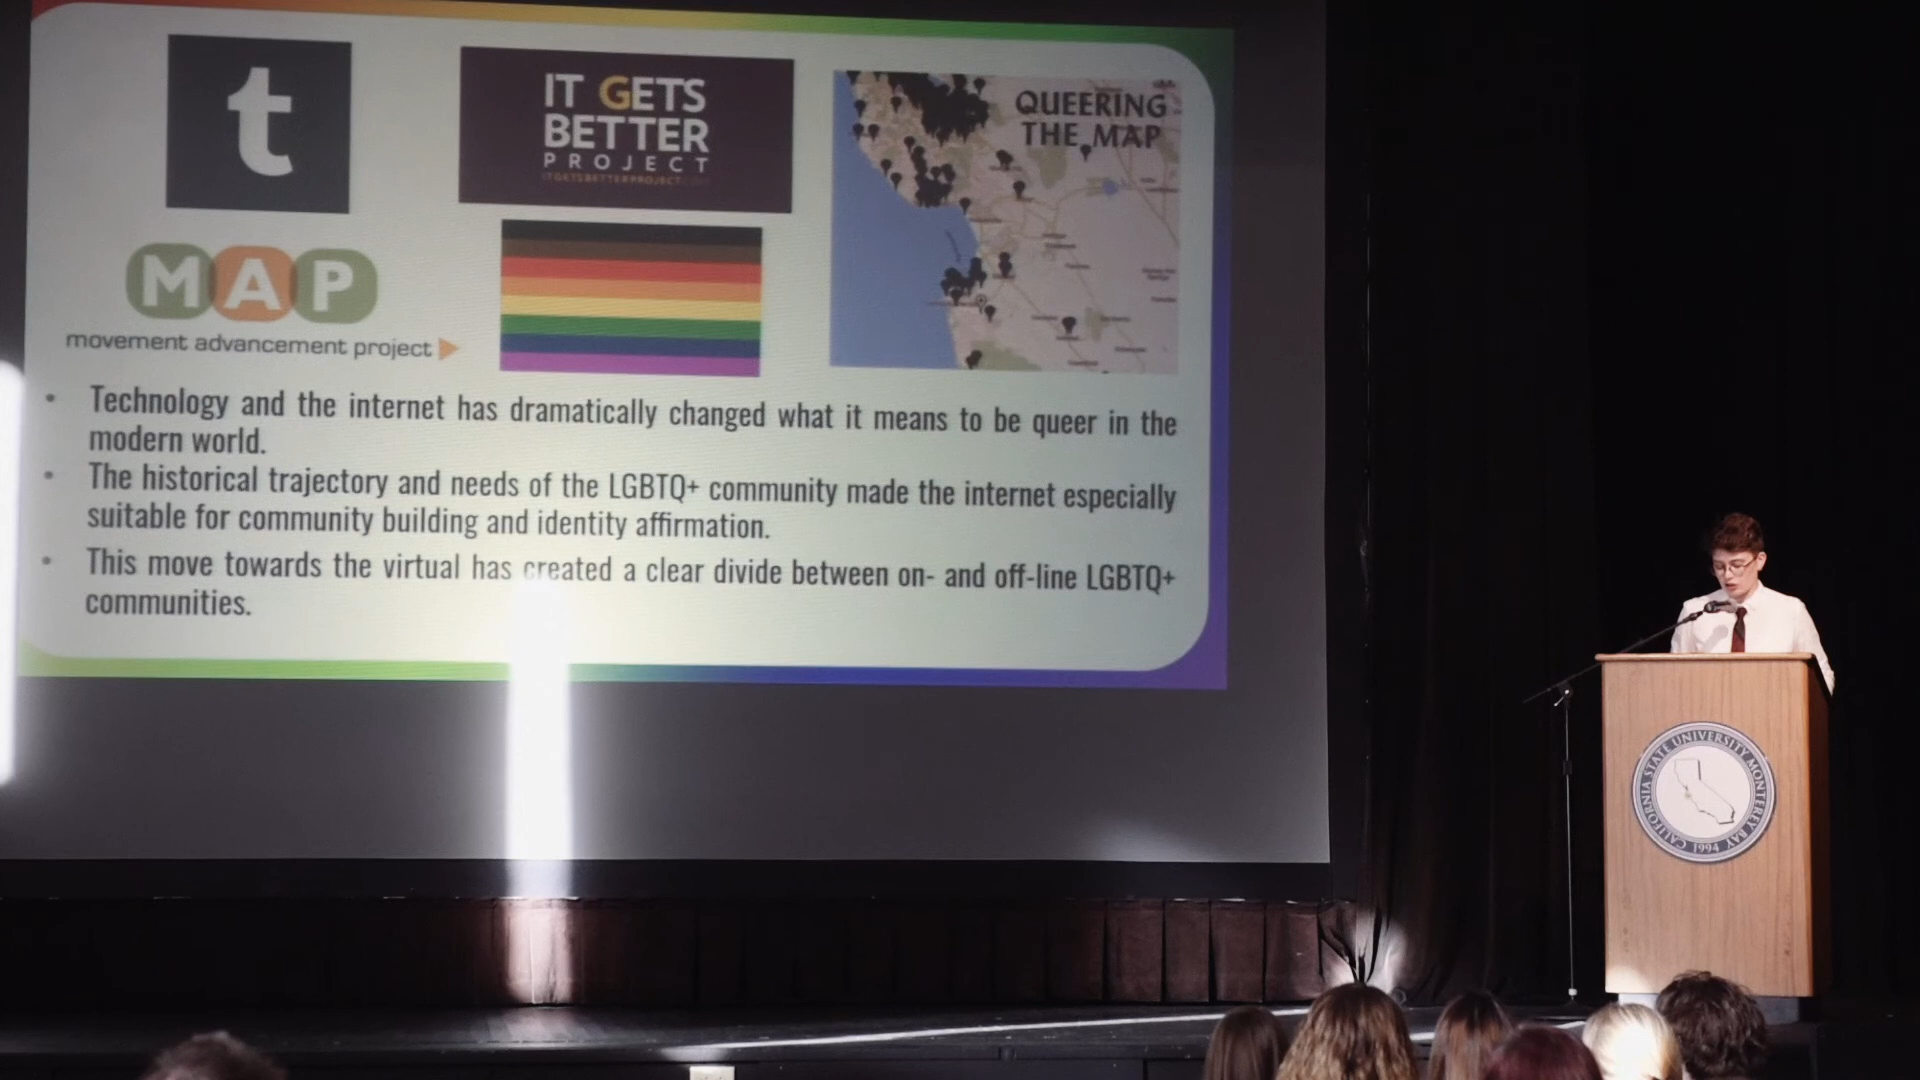 t
IT GETS
BETTER
PROJECT
ITGETSBETTERPROJECT
QUEERING
THE MAP
MAP
movement advancement project
• Technology and the internet has dramatically changed what it means to be queer in the
modern world.
• The historical trajectory and needs of the LGBTQ+ community made the internet especially
suitable for community building and identity affirmation.
• This move towards the virtual has created a clear divide between on- and off-line LGBTQ+
communities.
CALIFORNIA STATE UNIVERSITY MONTEREY BAY
1994